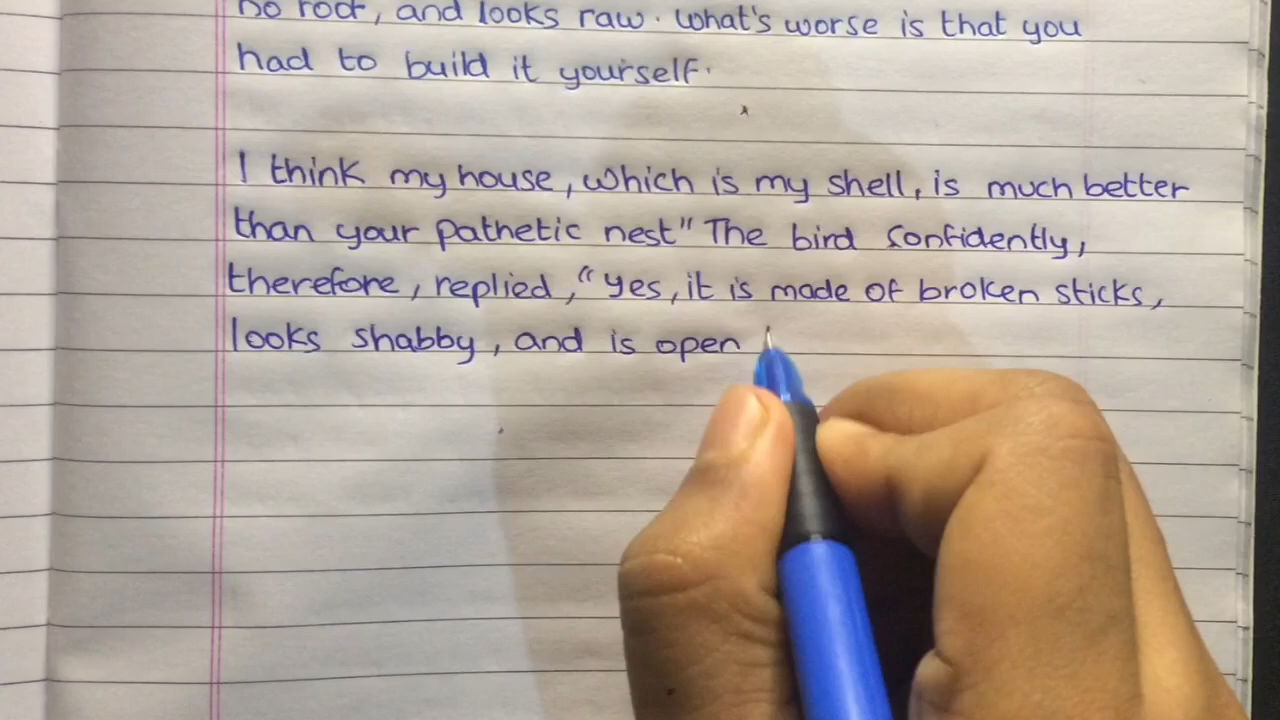 no roof, and looks raw. What's worse is that you
had to build it yourself.
I think my house, which is my shell, is much better
than your pathetic nest" The bird confidently,
therefore, replied, "Yes, it is made of broken sticks,
looks shabby, and is open